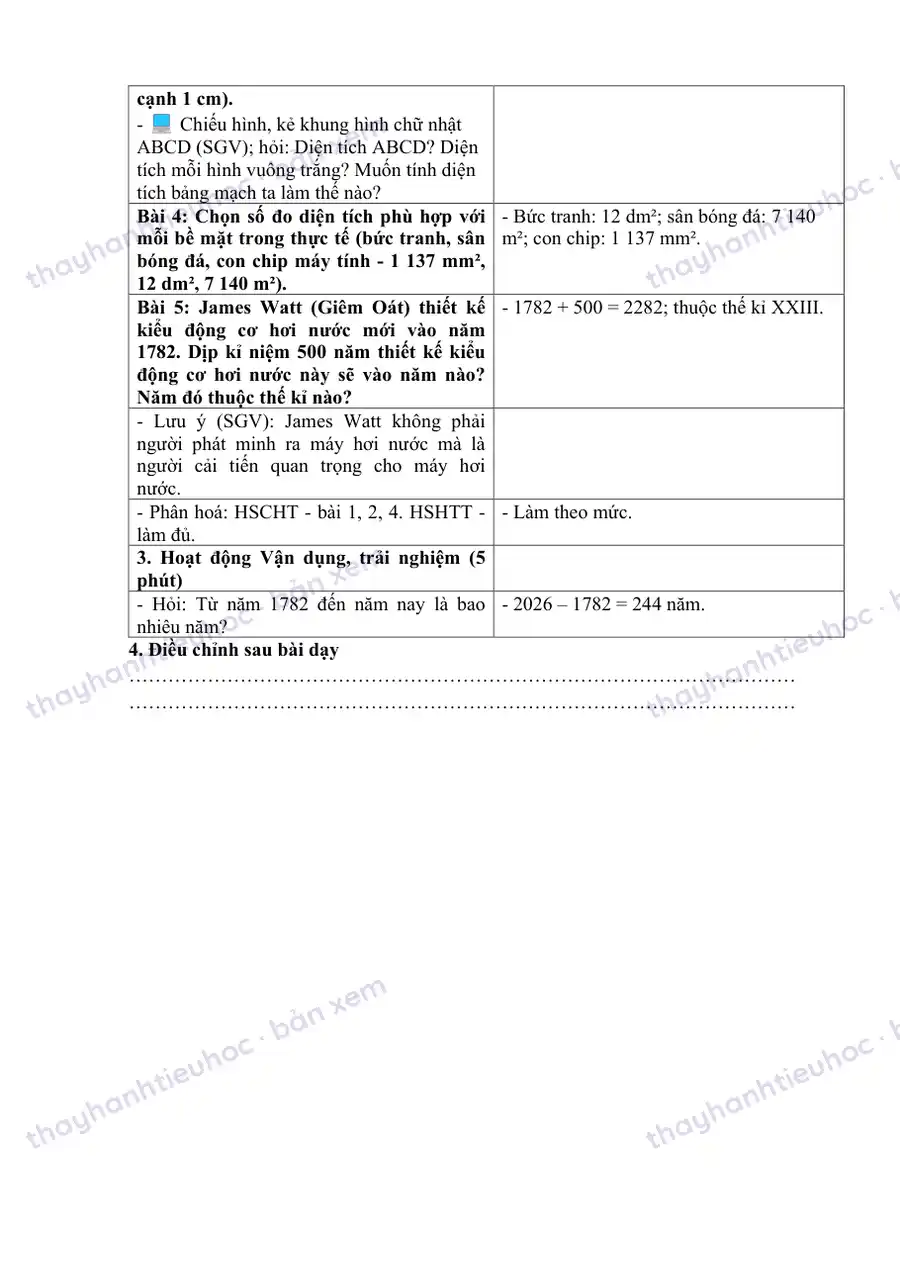 cạnh 1 cm).
- Chiếu hình, kẻ khung hình chữ nhật
ABCD (SGV); hỏi: Diện tích ABCD? Diện
tích mỗi hình vuông trắng? Muốn tính diện
tích bảng mạch ta làm thế nào?
Bài 4: Chọn số đo diện tích phù hợp với
mỗi bề mặt trong thực tế (bức tranh, sân
bóng đá, con chip máy tính - 1 137 mm²,
12 dm², 7 140 m²).
- Bức tranh: 12 dm²; sân bóng đá: 7 140
m²; con chip: 1 137 mm².
Bài 5: James Watt (Giêm Oát) thiết kế
kiểu động cơ hơi nước mới vào năm
1782. Dịp kỉ niệm 500 năm thiết kế kiểu
động cơ hơi nước này sẽ vào năm nào?
Năm đó thuộc thế kỉ nào?
- 1782 + 500 = 2282; thuộc thế kỉ XXIII.
- Lưu ý (SGV): James Watt không phải
người phát minh ra máy hơi nước mà là
người cải tiến quan trọng cho máy hơi
nước.
- Phân hoá: HSCHT - bài 1, 2, 4. HSHTT -
làm đủ.
- Làm theo mức.
3. Hoạt động Vận dụng, trải nghiệm (5
phút)
- Hỏi: Từ năm 1782 đến năm nay là bao
nhiêu năm?
- 2026 – 1782 = 244 năm.
4. Điều chỉnh sau bài dạy
……………………………………………………………………………………………
……………………………………………………………………………………………
thayhanhtieuhoc · bản xem
thayhanhtieuhoc · b
thayhanhtieuhoc · bản xem
thayhanhtieuhoc · b
thayhanhtieuhoc · bản xem
thayhanhtieuhoc · b